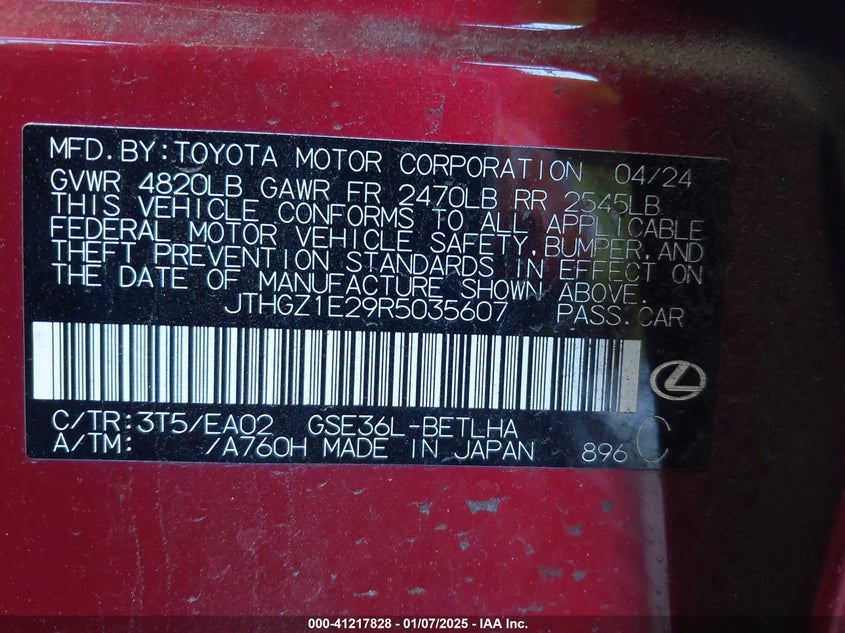 MFD.BY:TOYOTA MOTOR CORPORATION 04/24
GVWR 4820LB GAWR FR 2470LB RR 2545LB
THIS VEHICLE CONFORMS TO ALL APPLICABLE
FEDERAL MOTOR VEHICLE SAFETY,BUMPER,AND
THEFT PREVENTION STANDARDS IN EFFECT ON
THE DATE OF MANUFACTURE SHOWN ABOVE.
JTHGZ1E29R5035607 PASS.CAR
C/TR:3T5/EA02 GSE36L-BETLHA
A/TM: /A760H MADE IN JAPAN 896 C
000-41217828 - 01/07/2025 - IAA Inc.